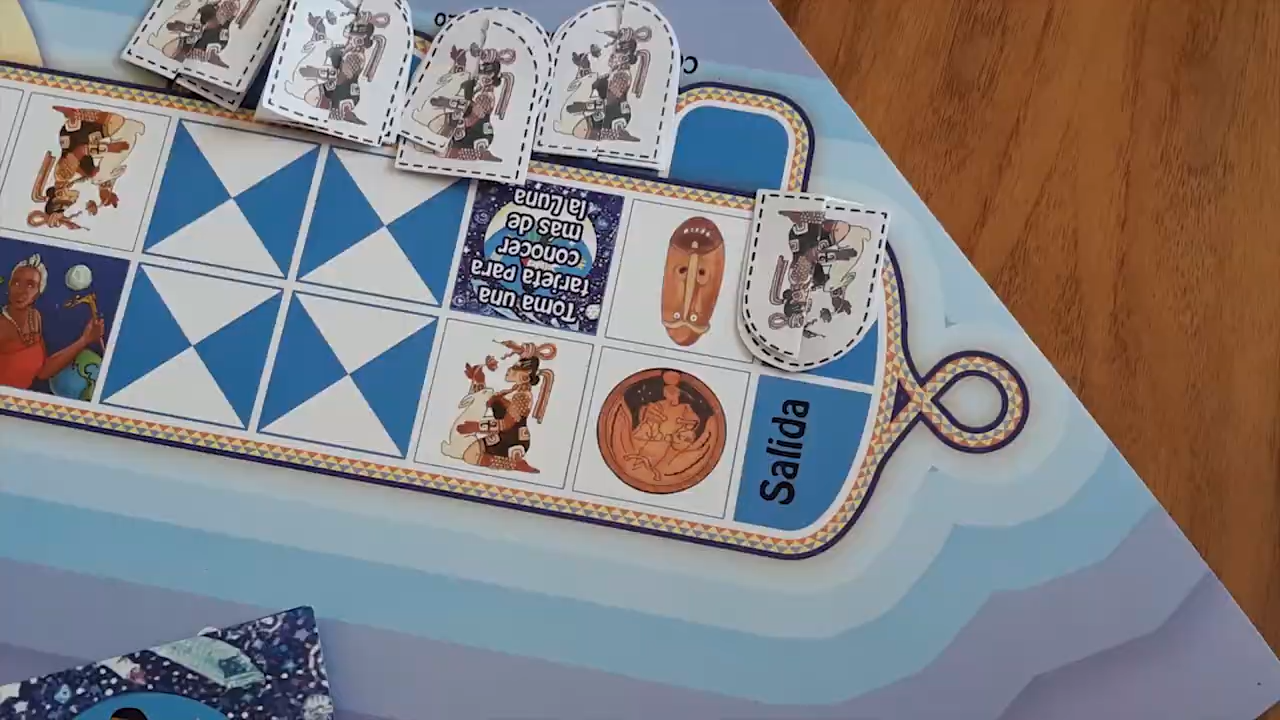 Toma una
tarjeta para
conocer
más de
la Luna
Salida